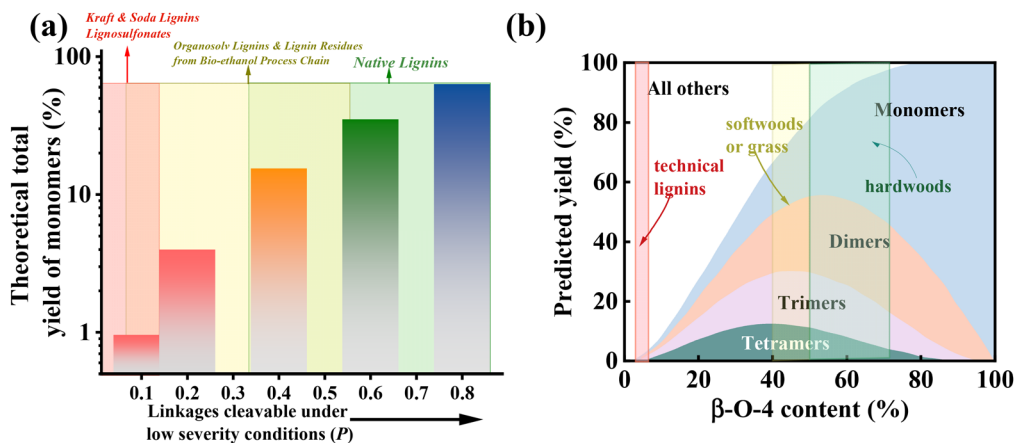 (a)
Kraft & Soda Lignins
Lignosulfonates
Organosolv Lignins & Lignin Residues
from Bio-ethanol Process Chain
Native Lignins
Theoretical total
yield of monomers (%)
100
10
1
0.1 0.2 0.3 0.4 0.5 0.6 0.7 0.8
Linkages cleavable under
low severity conditions (P)
(b)
Predicted yield (%)
100
80
60
40
20
0
All others
Monomers
softwoods
or grass
technical
lignins
hardwoods
Dimers
Trimers
Tetramers
0 20 40 60 80 100
β-O-4 content (%)